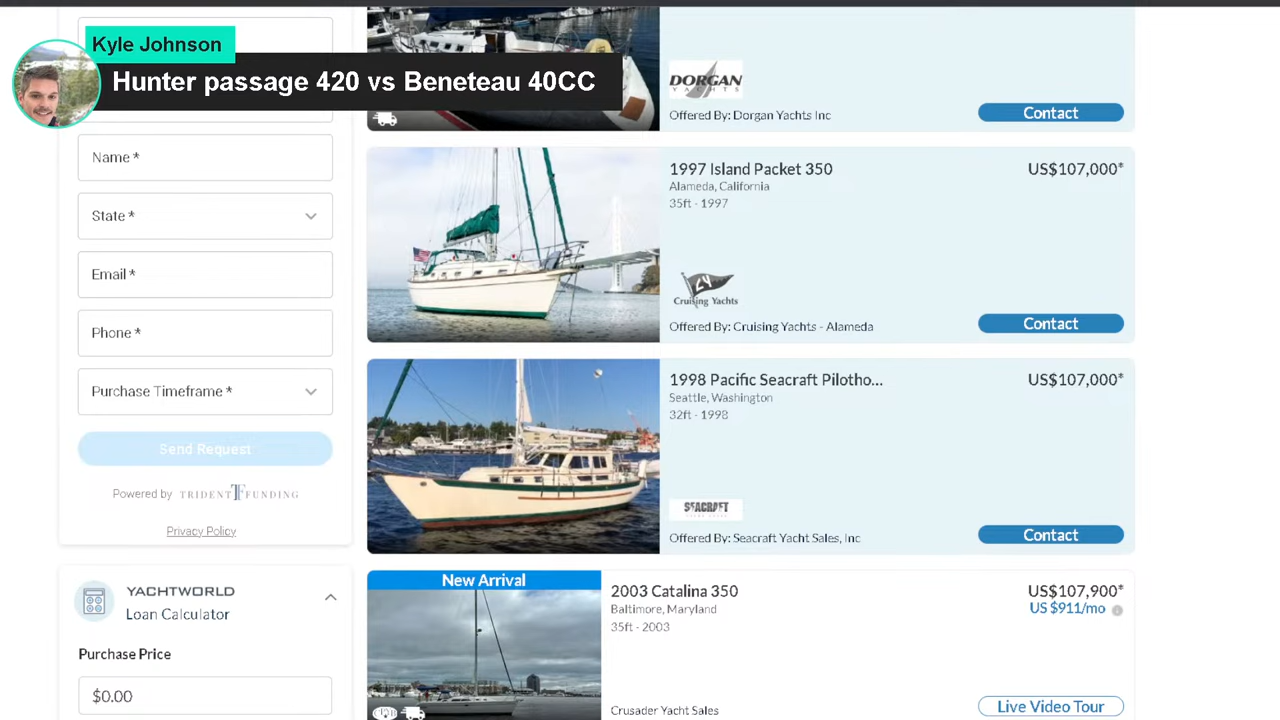 Kyle Johnson
Hunter passage 420 vs Beneteau 40CC
Name *
State *
Email *
Phone *
Purchase Timeframe *
Send Request
Powered by TRIDENT FUNDING
Privacy Policy
YACHTWORLD
Loan Calculator
Purchase Price
$0.00
DORGAN
YACHTS
Offered By: Dorgan Yachts Inc
Contact
1997 Island Packet 350
US$107,000*
Alameda, California
35ft - 1997
Cruising Yachts
Offered By: Cruising Yachts - Alameda
Contact
1998 Pacific Seacraft Pilotho...
US$107,000*
Seattle, Washington
32ft - 1998
SEACRAFT
Offered By: Seacraft Yacht Sales, Inc
Contact
New Arrival
2003 Catalina 350
US$107,900*
Baltimore, Maryland
US $911/mo
35ft - 2003
Crusader Yacht Sales
Live Video Tour